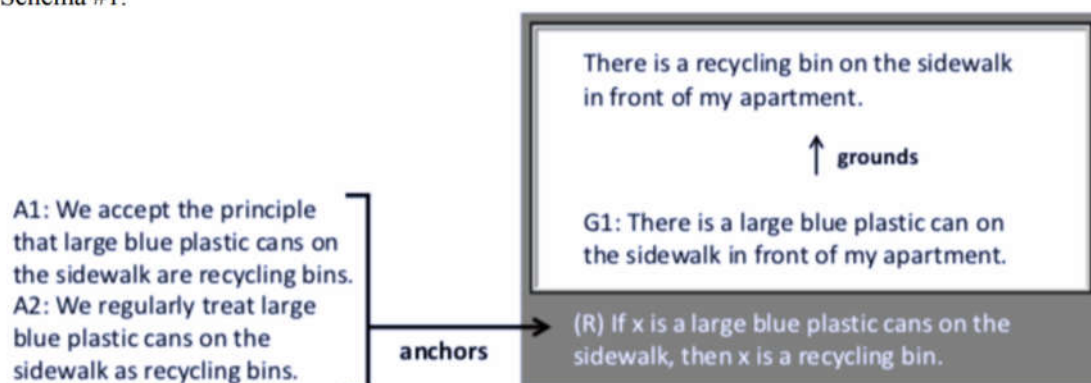 Schema #1:
There is a recycling bin on the sidewalk
in front of my apartment.
grounds
G1: There is a large blue plastic can on
the sidewalk in front of my apartment.
A1: We accept the principle
that large blue plastic cans on
the sidewalk are recycling bins.
A2: We regularly treat large
blue plastic cans on the
sidewalk as recycling bins.
anchors
(R) If x is a large blue plastic cans on the
sidewalk, then x is a recycling bin.